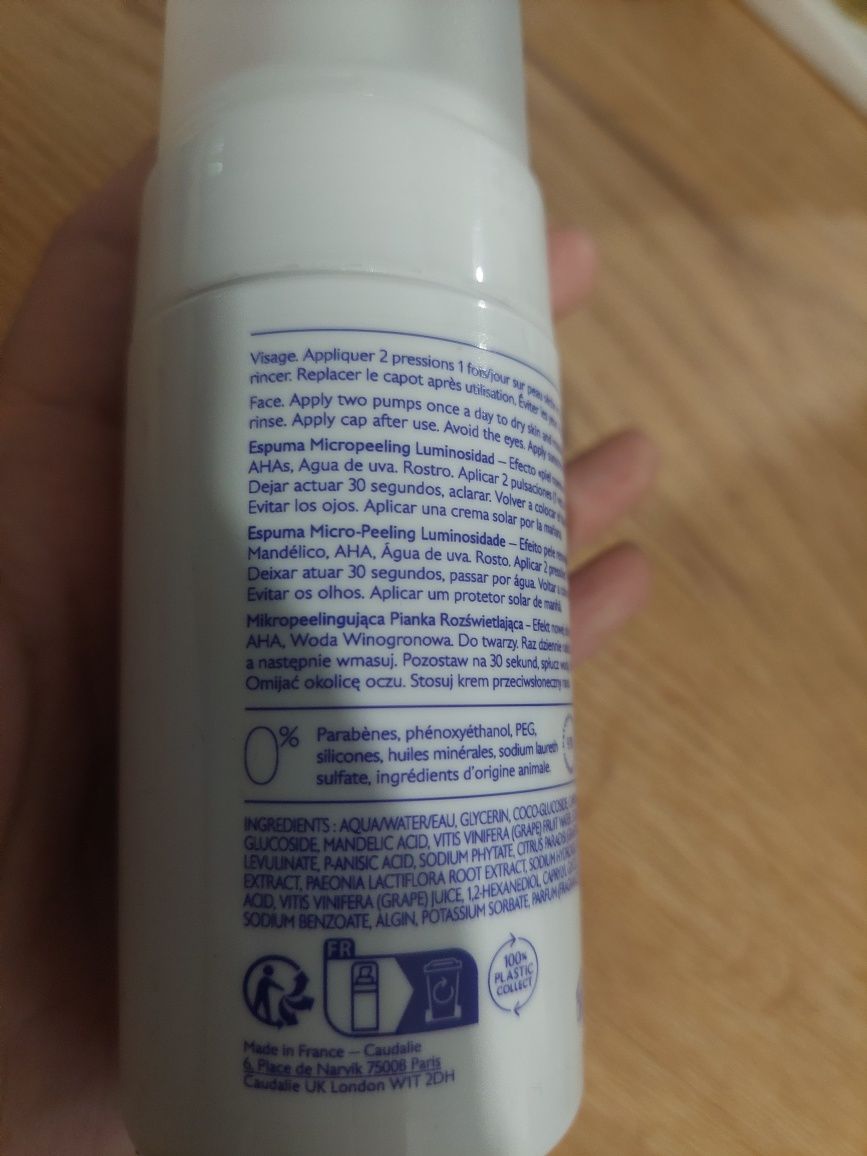 Visage. Appliquer 2 pressions 1 fois/jour sur peau
rincer. Replacer le capot après utilisation. Éviter les
Face. Apply two pumps once a day to dry skin and
rinse. Apply cap after use. Avoid the eyes. Apply
Espuma Micropeeling Luminosidad – Efecto «piel
AHAs, Agua de uva. Rostro. Aplicar 2 pulsaciones
Dejar actuar 30 segundos, aclarar. Volver a colocar
Evitar los ojos. Aplicar una crema solar por la mañana.
Espuma Micro-Peeling Luminosidade – Efeito pele
Mandélico, AHA, Água de uva. Rosto. Aplicar 2
Deixar atuar 30 segundos, passar por água. Voltar a
Evitar os olhos. Aplicar um protetor solar de manhã.
Mikropeelingująca Pianka Rozświetlająca – Efekt
AHA, Woda Winogronowa. Do twarzy. Raz dziennie
a następnie wmasuj. Pozostaw na 30 sekund, spłucz
Omijać okolicę oczu. Stosuj krem przeciwsłoneczny
0% Parabènes, phénoxyéthanol, PEG,
silicones, huiles minérales, sodium laureth
sulfate, ingrédients d'origine animale.
INGREDIENTS : AQUA/WATER/EAU, GLYCERIN, COCO-GLUCOSIDE,
GLUCOSIDE, MANDELIC ACID, VITIS VINIFERA (GRAPE) FRUIT WATER,
LEVULINATE, P-ANISIC ACID, SODIUM PHYTATE, CITRUS PARADISI
EXTRACT, PAEONIA LACTIFLORA ROOT EXTRACT, SODIUM
ACID, VITIS VINIFERA (GRAPE) JUICE, 1,2-HEXANEDIOL,
SODIUM BENZOATE, ALGIN, POTASSIUM SORBATE, PARFUM
FR
100%
PLASTIC
COLLECT
Made in France – Caudalie
6, Place de Narvik 75008 Paris
Caudalie UK London W1T 2DH